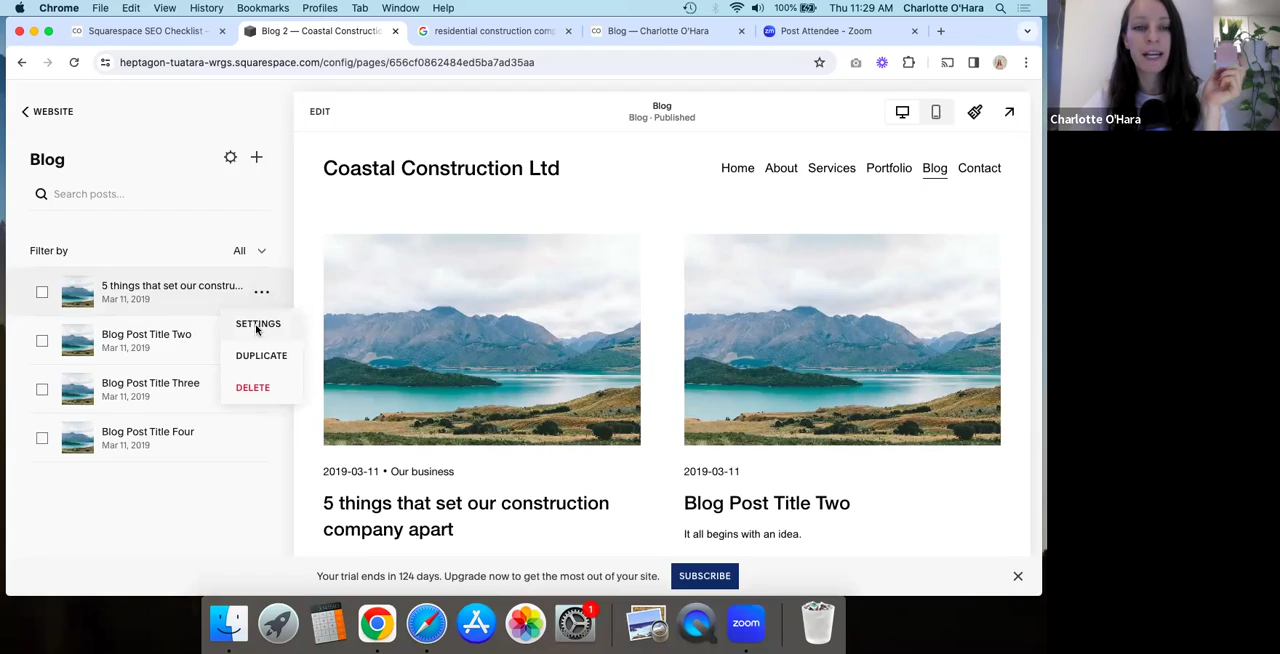 Chrome File Edit View History Bookmarks Profiles Tab Window Help 100% Thu 11:29 AM Charlotte O'Hara
Squarespace SEO Checklist - Blog 2 — Coastal Constructi residential construction comp Blog — Charlotte O'Hara Post Attendee - Zoom
heptagon-tuatara-wrgs.squarespace.com/config/pages/656cf0862484ed5ba7ad35aa
Charlotte O'Hara
WEBSITE
EDIT
Blog
Blog · Published
Blog
Search posts...
Filter by All
5 things that set our constru...
Mar 11, 2019
SETTINGS
DUPLICATE
DELETE
Blog Post Title Two
Mar 11, 2019
Blog Post Title Three
Mar 11, 2019
Blog Post Title Four
Mar 11, 2019
Coastal Construction Ltd
Home About Services Portfolio Blog Contact
2019-03-11 • Our business
5 things that set our construction
company apart
2019-03-11
Blog Post Title Two
It all begins with an idea.
Your trial ends in 124 days. Upgrade now to get the most out of your site. SUBSCRIBE
1
zoom